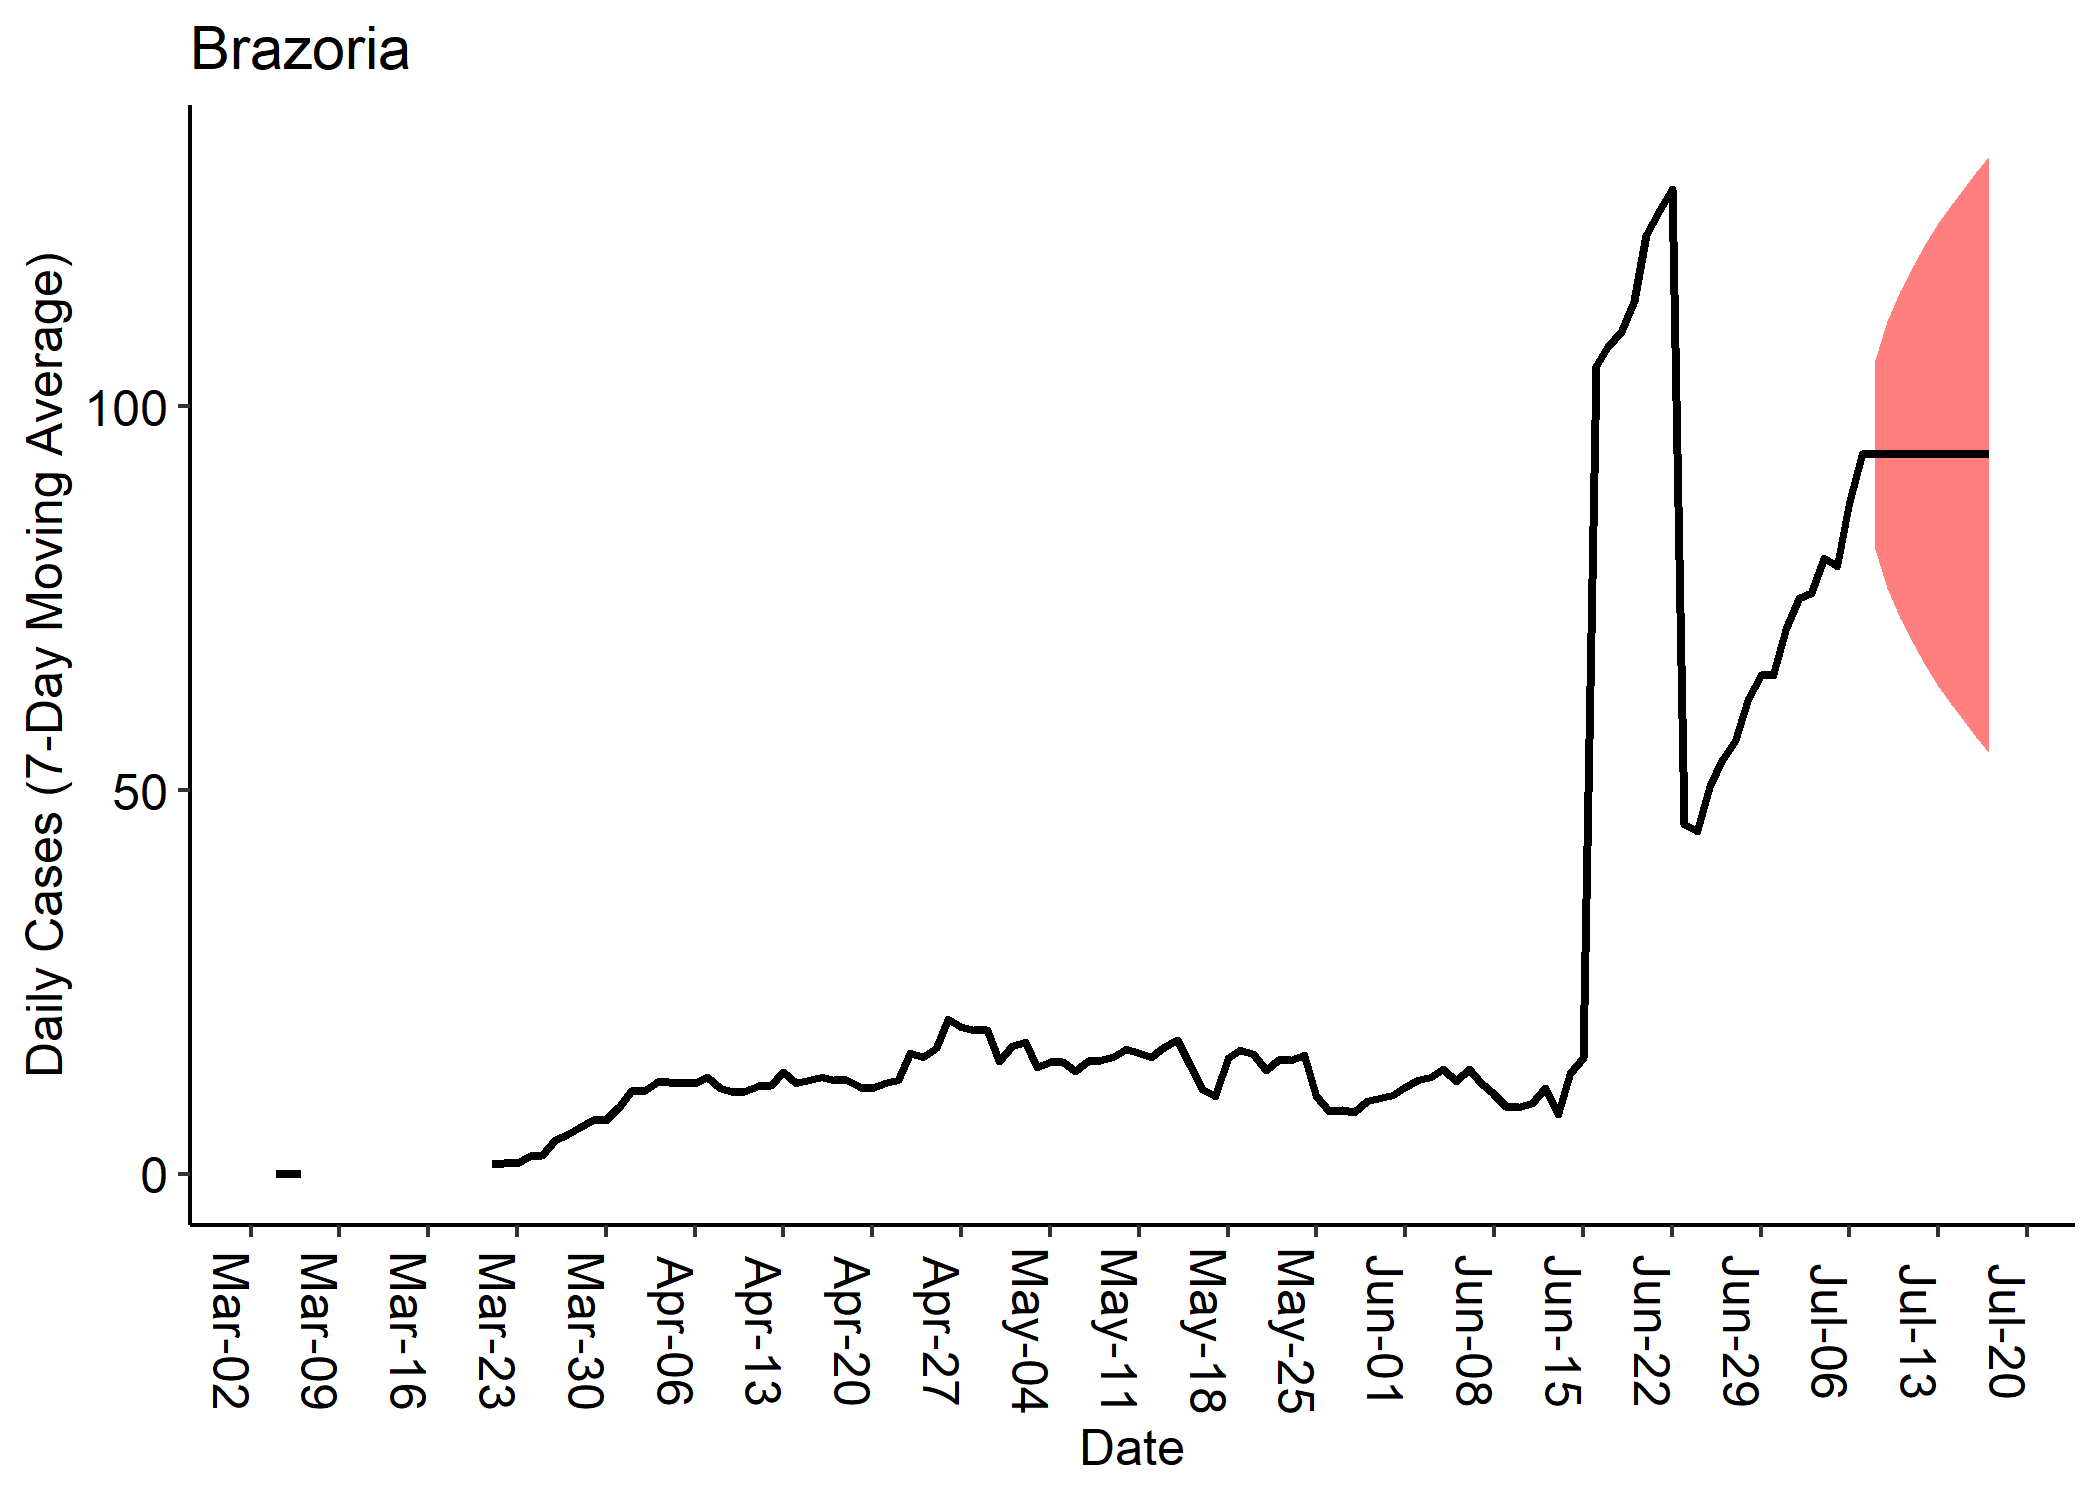 Brazoria
Daily Cases (7-Day Moving Average)
100
50
0
Mar-02
Mar-09
Mar-16
Mar-23
Mar-30
Apr-06
Apr-13
Apr-20
Apr-27
May-04
May-11
May-18
May-25
Jun-01
Jun-08
Jun-15
Jun-22
Jun-29
Jul-06
Jul-13
Jul-20
Date